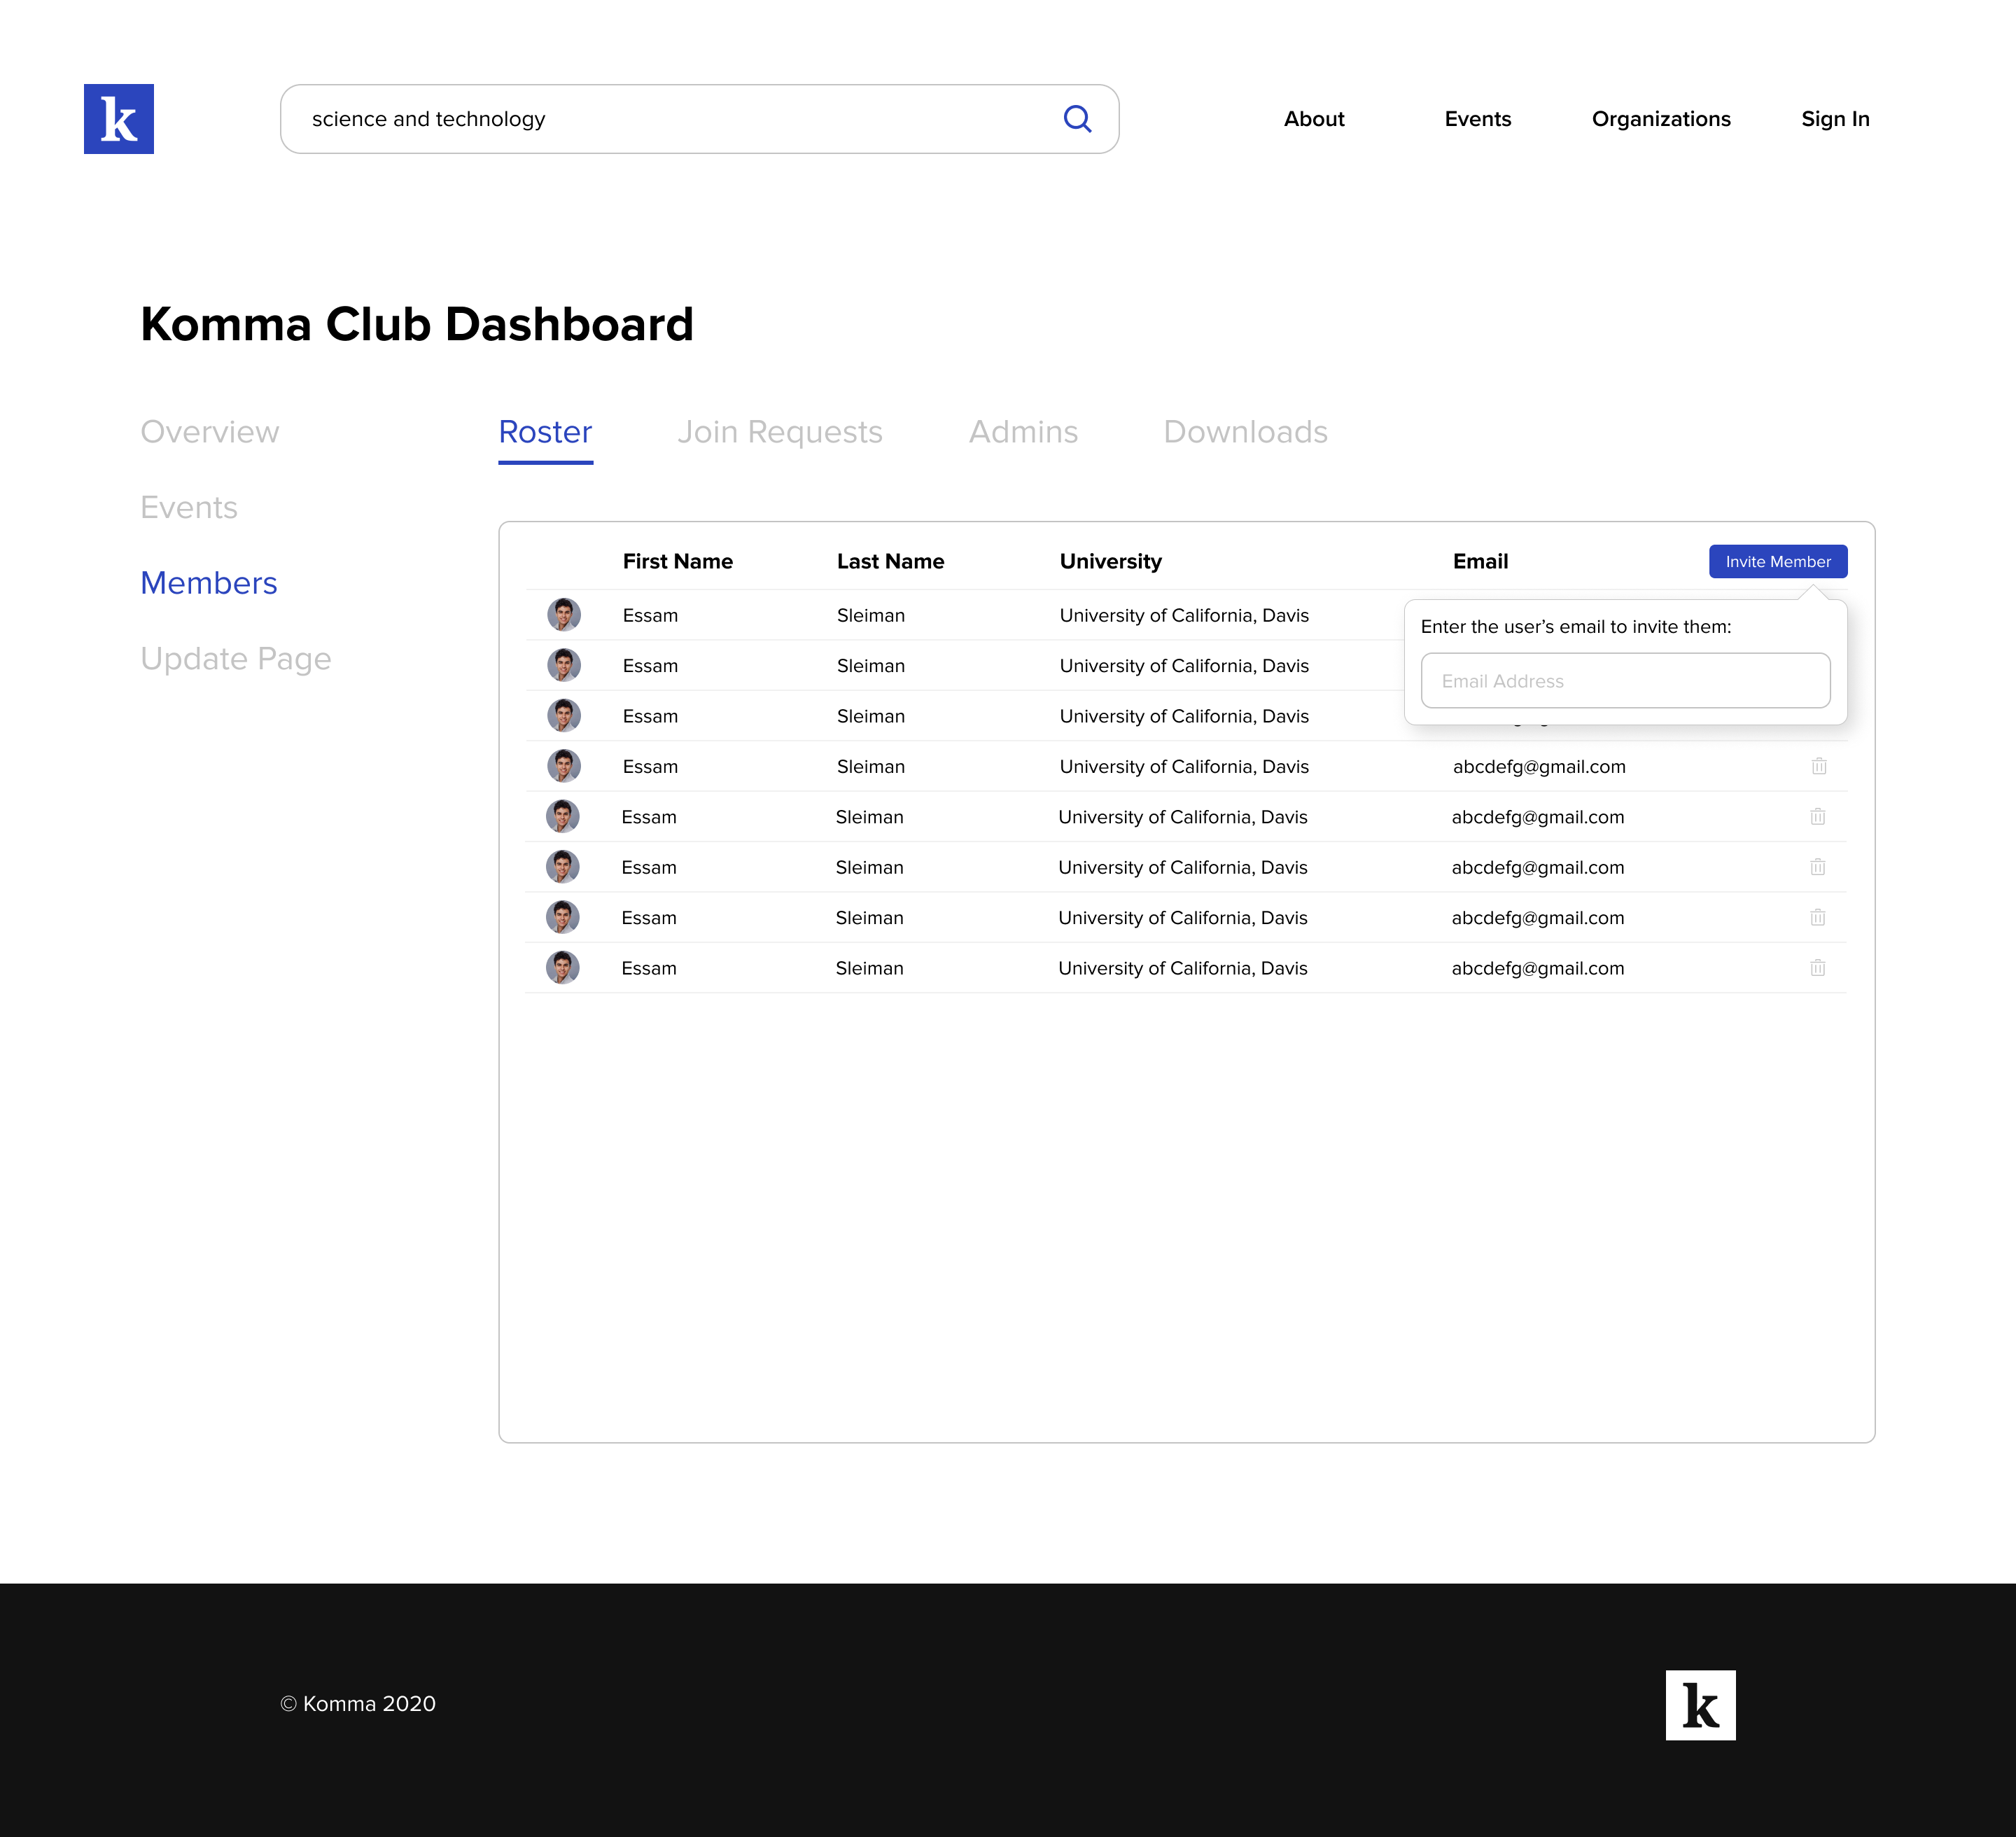 k
science and technology
About Events Organizations Sign In
Komma Club Dashboard
Overview
Events
Members
Update Page
Roster Join Requests Admins Downloads
First Name Last Name University Email Invite Member
Essam Sleiman University of California, Davis
Enter the user’s email to invite them:
Essam Sleiman University of California, Davis
Email Address
Essam Sleiman University of California, Davis
Essam Sleiman University of California, Davis abcdefg@gmail.com
Essam Sleiman University of California, Davis abcdefg@gmail.com
Essam Sleiman University of California, Davis abcdefg@gmail.com
Essam Sleiman University of California, Davis abcdefg@gmail.com
Essam Sleiman University of California, Davis abcdefg@gmail.com
© Komma 2020
k